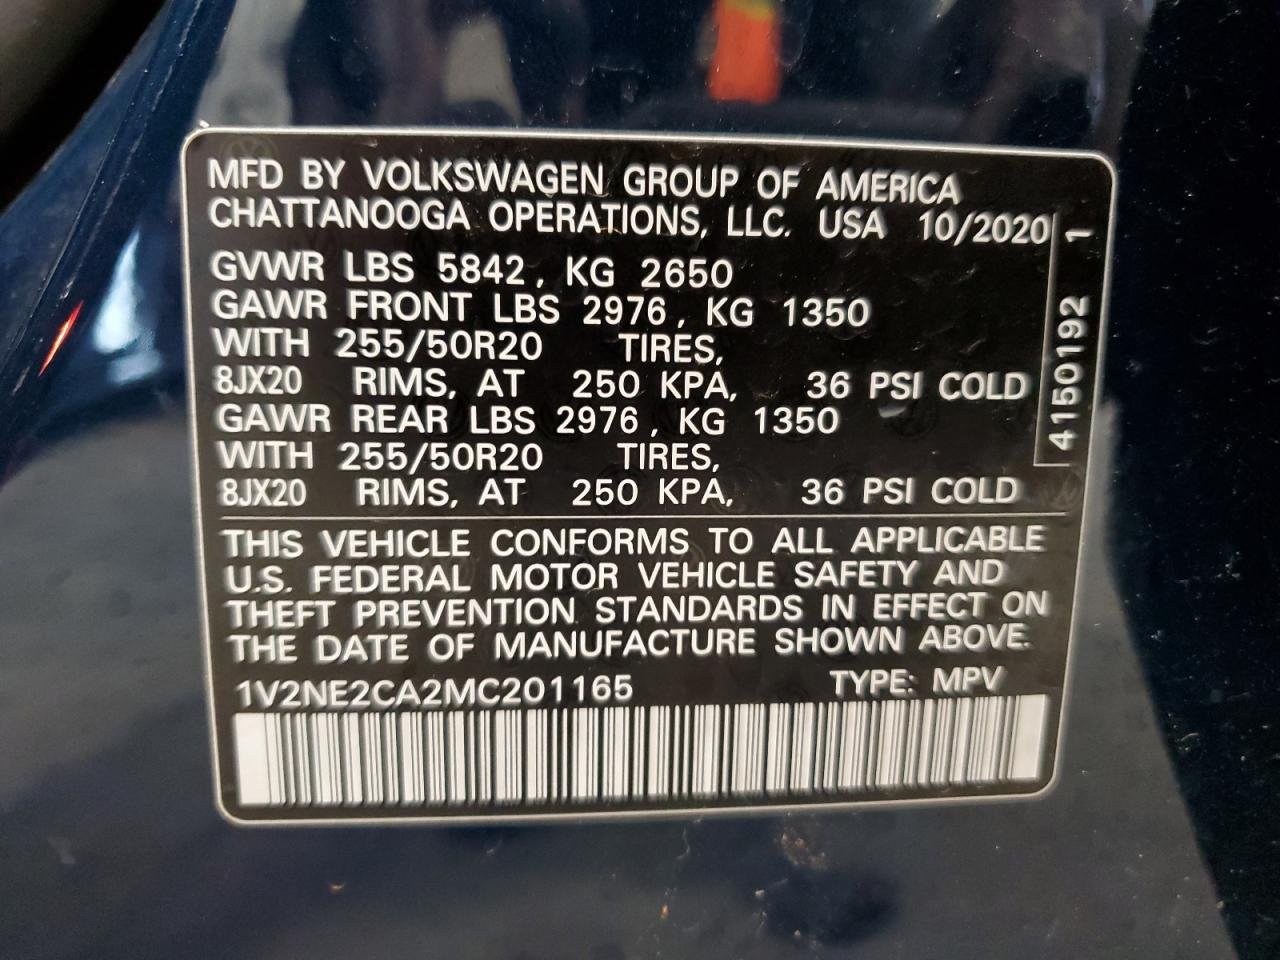 MFD BY VOLKSWAGEN GROUP OF AMERICA
CHATTANOOGA OPERATIONS, LLC. USA 10/2020
GVWR LBS 5842, KG 2650
GAWR FRONT LBS 2976, KG 1350
WITH 255/50R20 TIRES,
8JX20 RIMS, AT 250 KPA, 36 PSI COLD
GAWR REAR LBS 2976, KG 1350
WITH 255/50R20 TIRES,
8JX20 RIMS, AT 250 KPA, 36 PSI COLD
4150192 1
THIS VEHICLE CONFORMS TO ALL APPLICABLE
U.S. FEDERAL MOTOR VEHICLE SAFETY AND
THEFT PREVENTION STANDARDS IN EFFECT ON
THE DATE OF MANUFACTURE SHOWN ABOVE.
1V2NE2CA2MC201165 TYPE: MPV